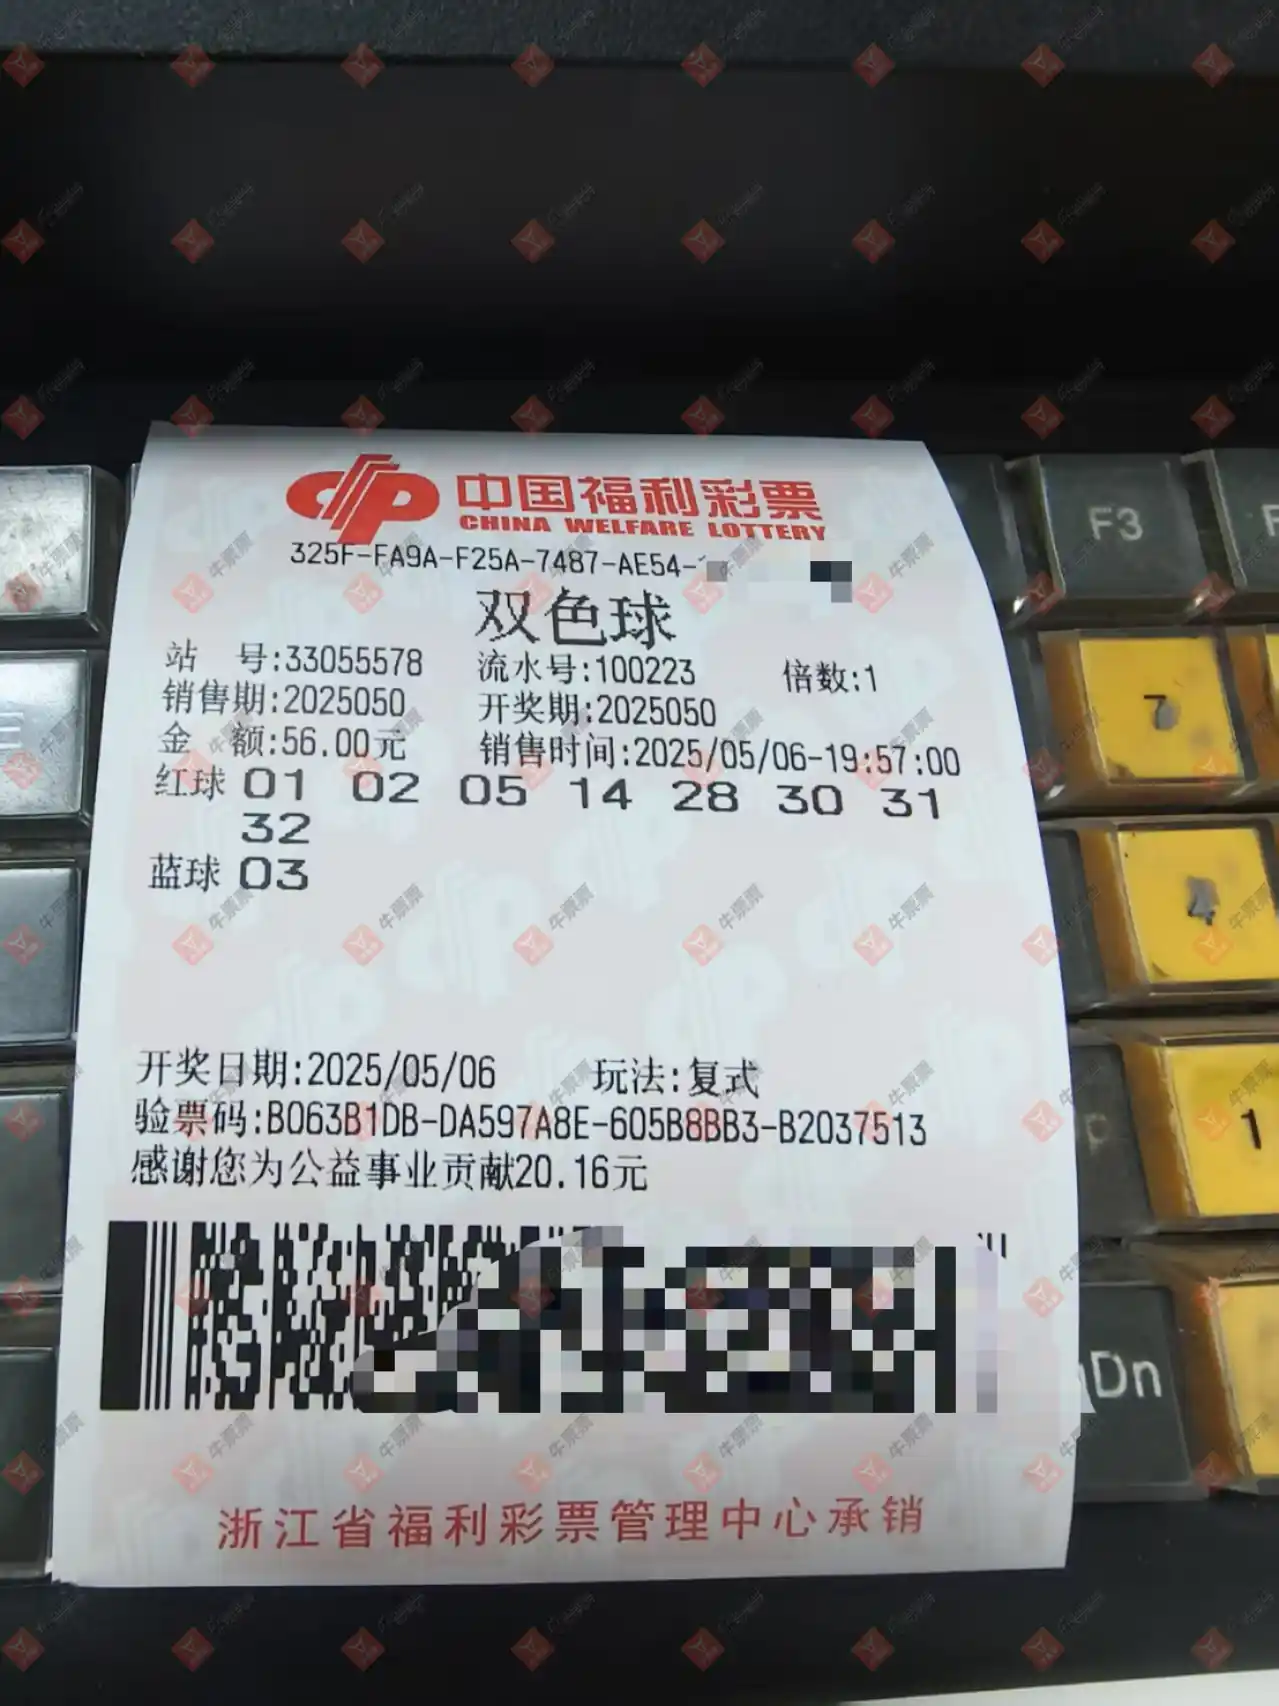 中国福利彩票
CHINA WELFARE LOTTERY
325F-FA9A-F25A-7487-AE54-
双色球
站 号:33055578 流水号:100223 倍数:1
销售期:2025050 开奖期:2025050
金 额:56.00元 销售时间:2025/05/06-19:57:00
红球 01 02 05 14 28 30 31
32
蓝球 03
开奖日期:2025/05/06 玩法:复式
验票码:B063B1DB-DA597A8E-605B8BB3-B2037513
感谢您为公益事业贡献20.16元
浙江省福利彩票管理中心承销
F3
7
4
1
Dn
牛票票